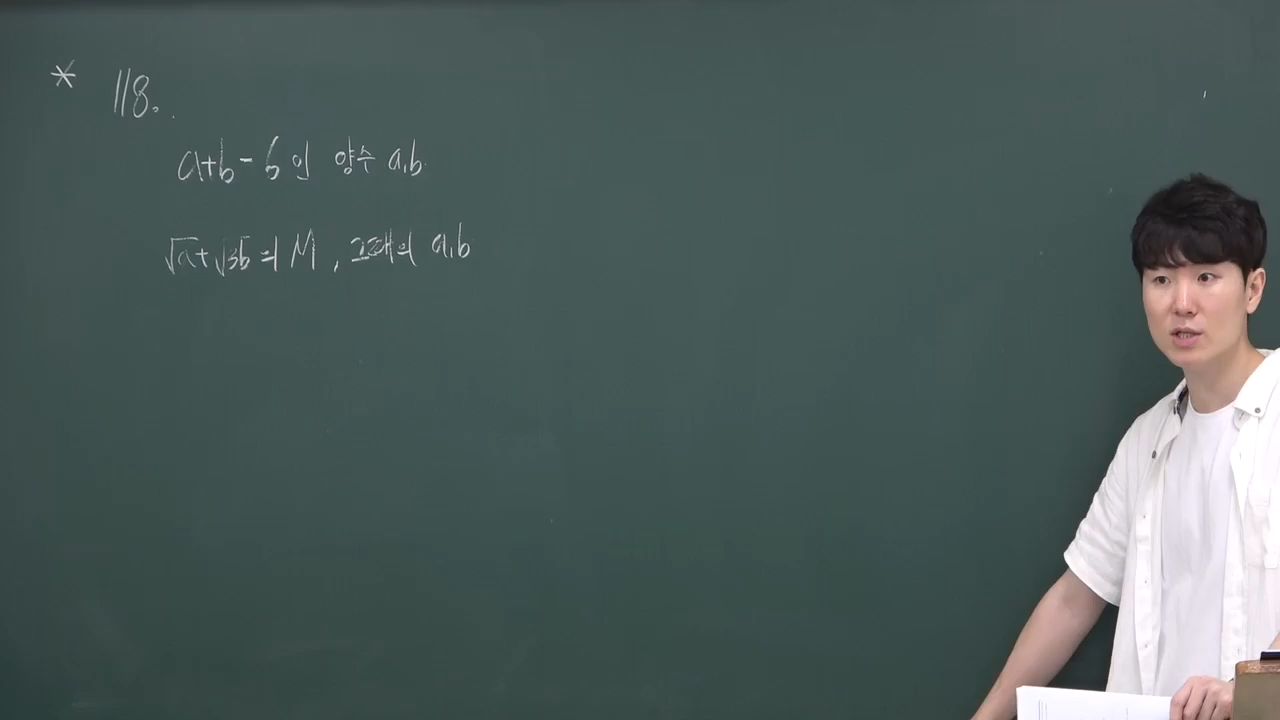 * 118.
a+b=6인 양수 a,b
√a+√3b의 M, 그때의 a,b